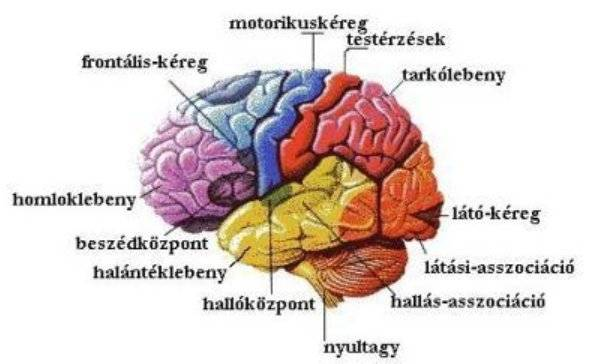 motorikuskéreg
testérzések
frontális-kéreg
tarkólebeny
homloklebeny
látó-kéreg
beszédközpont
látási-asszociáció
halántéklebeny
hallóközpont
hallás-asszociáció
nyultagy